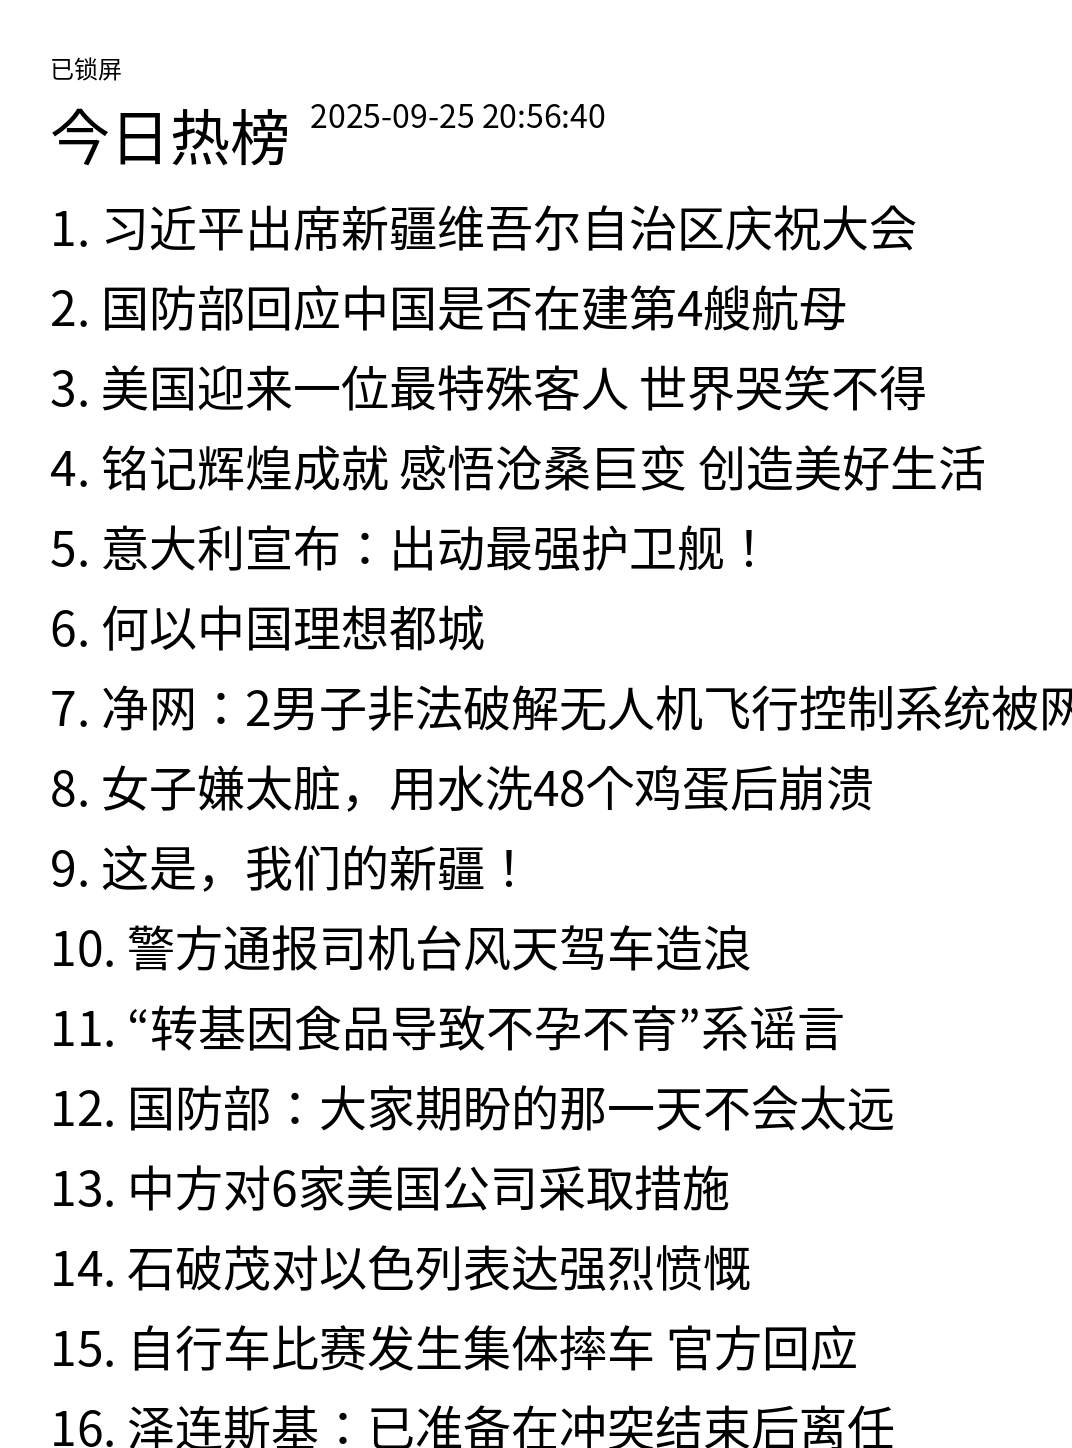 已锁屏
今日热榜 2025-09-25 20:56:40
1. 习近平出席新疆维吾尔自治区庆祝大会
2. 国防部回应中国是否在建第4艘航母
3. 美国迎来一位最特殊客人 世界哭笑不得
4. 铭记辉煌成就 感悟沧桑巨变 创造美好生活
5. 意大利宣布：出动最强护卫舰！
6. 何以中国理想都城
7. 净网：2男子非法破解无人机飞行控制系统被网
8. 女子嫌太脏，用水洗48个鸡蛋后崩溃
9. 这是，我们的新疆！
10. 警方通报司机台风天驾车造浪
11. “转基因食品导致不孕不育”系谣言
12. 国防部：大家期盼的那一天不会太远
13. 中方对6家美国公司采取措施
14. 石破茂对以色列表达强烈愤慨
15. 自行车比赛发生集体摔车 官方回应
16. 泽连斯基：已准备在冲突结束后离任